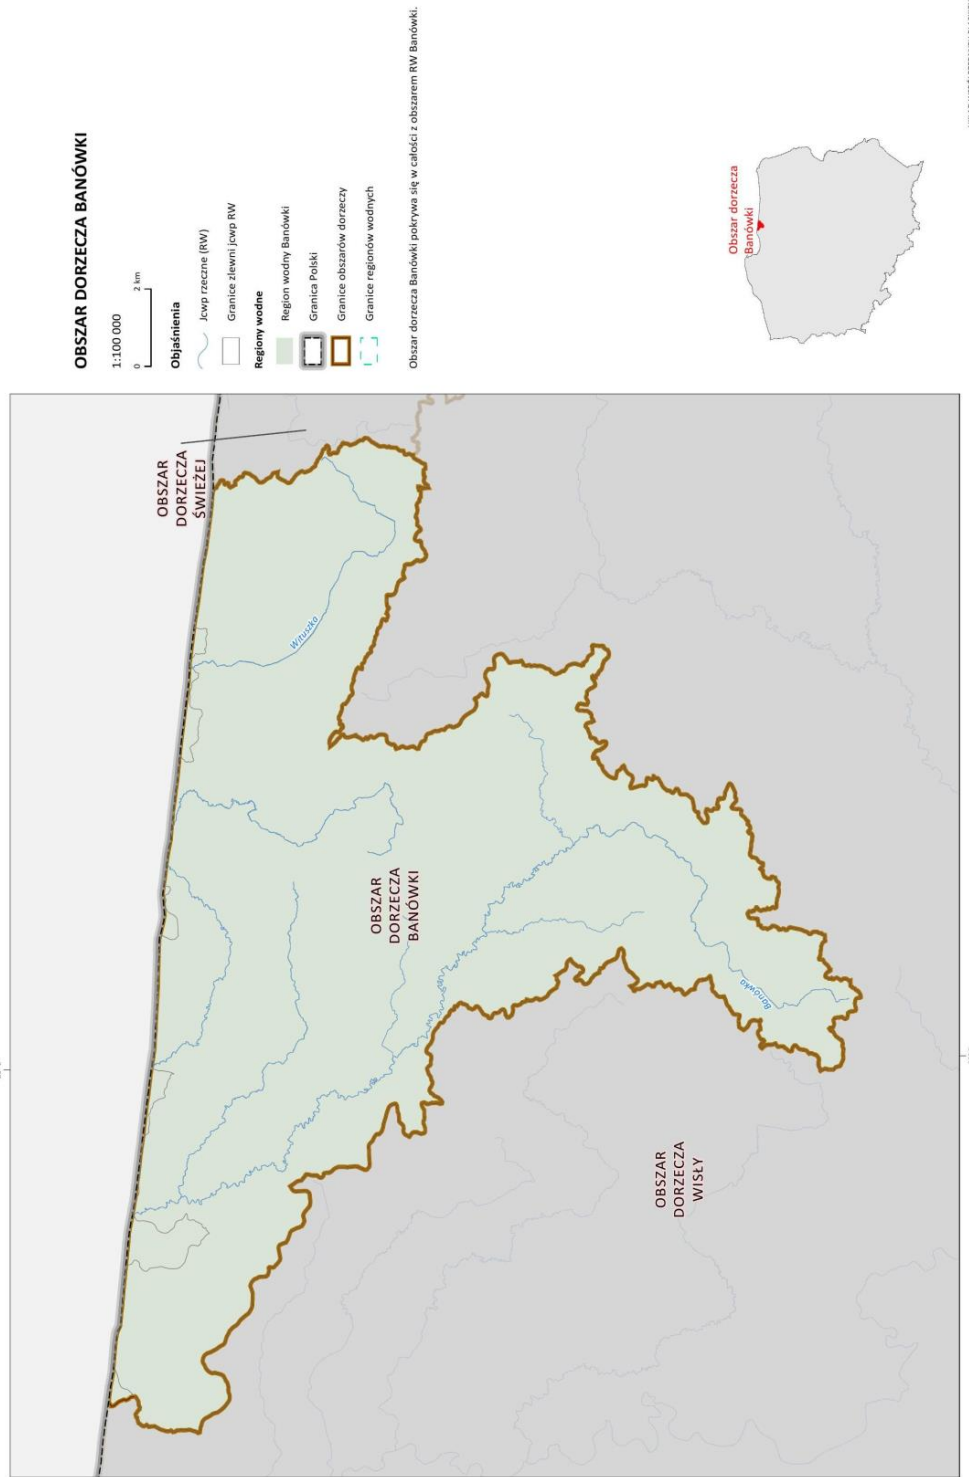 OBSZAR DORZECZA BANÓWKI
1:100 000
0
2 km
Objaśnienia
Jcwp rzeczne (RW)
Granice zlewni jcwp RW
Regiony wodne
Region wodny Banówki
Granica Polski
Granice obszarów dorzeczy
Granice regionów wodnych
Obszar dorzecza Banówki pokrywa się w całości z obszarem RW Banówki.
OBSZAR
DORZECZA
ŚWIEŻEJ
Wituszka
OBSZAR
DORZECZA
BANÓWKI
Banówka
OBSZAR
DORZECZA
WISŁY
Obszar dorzecza
Banówki